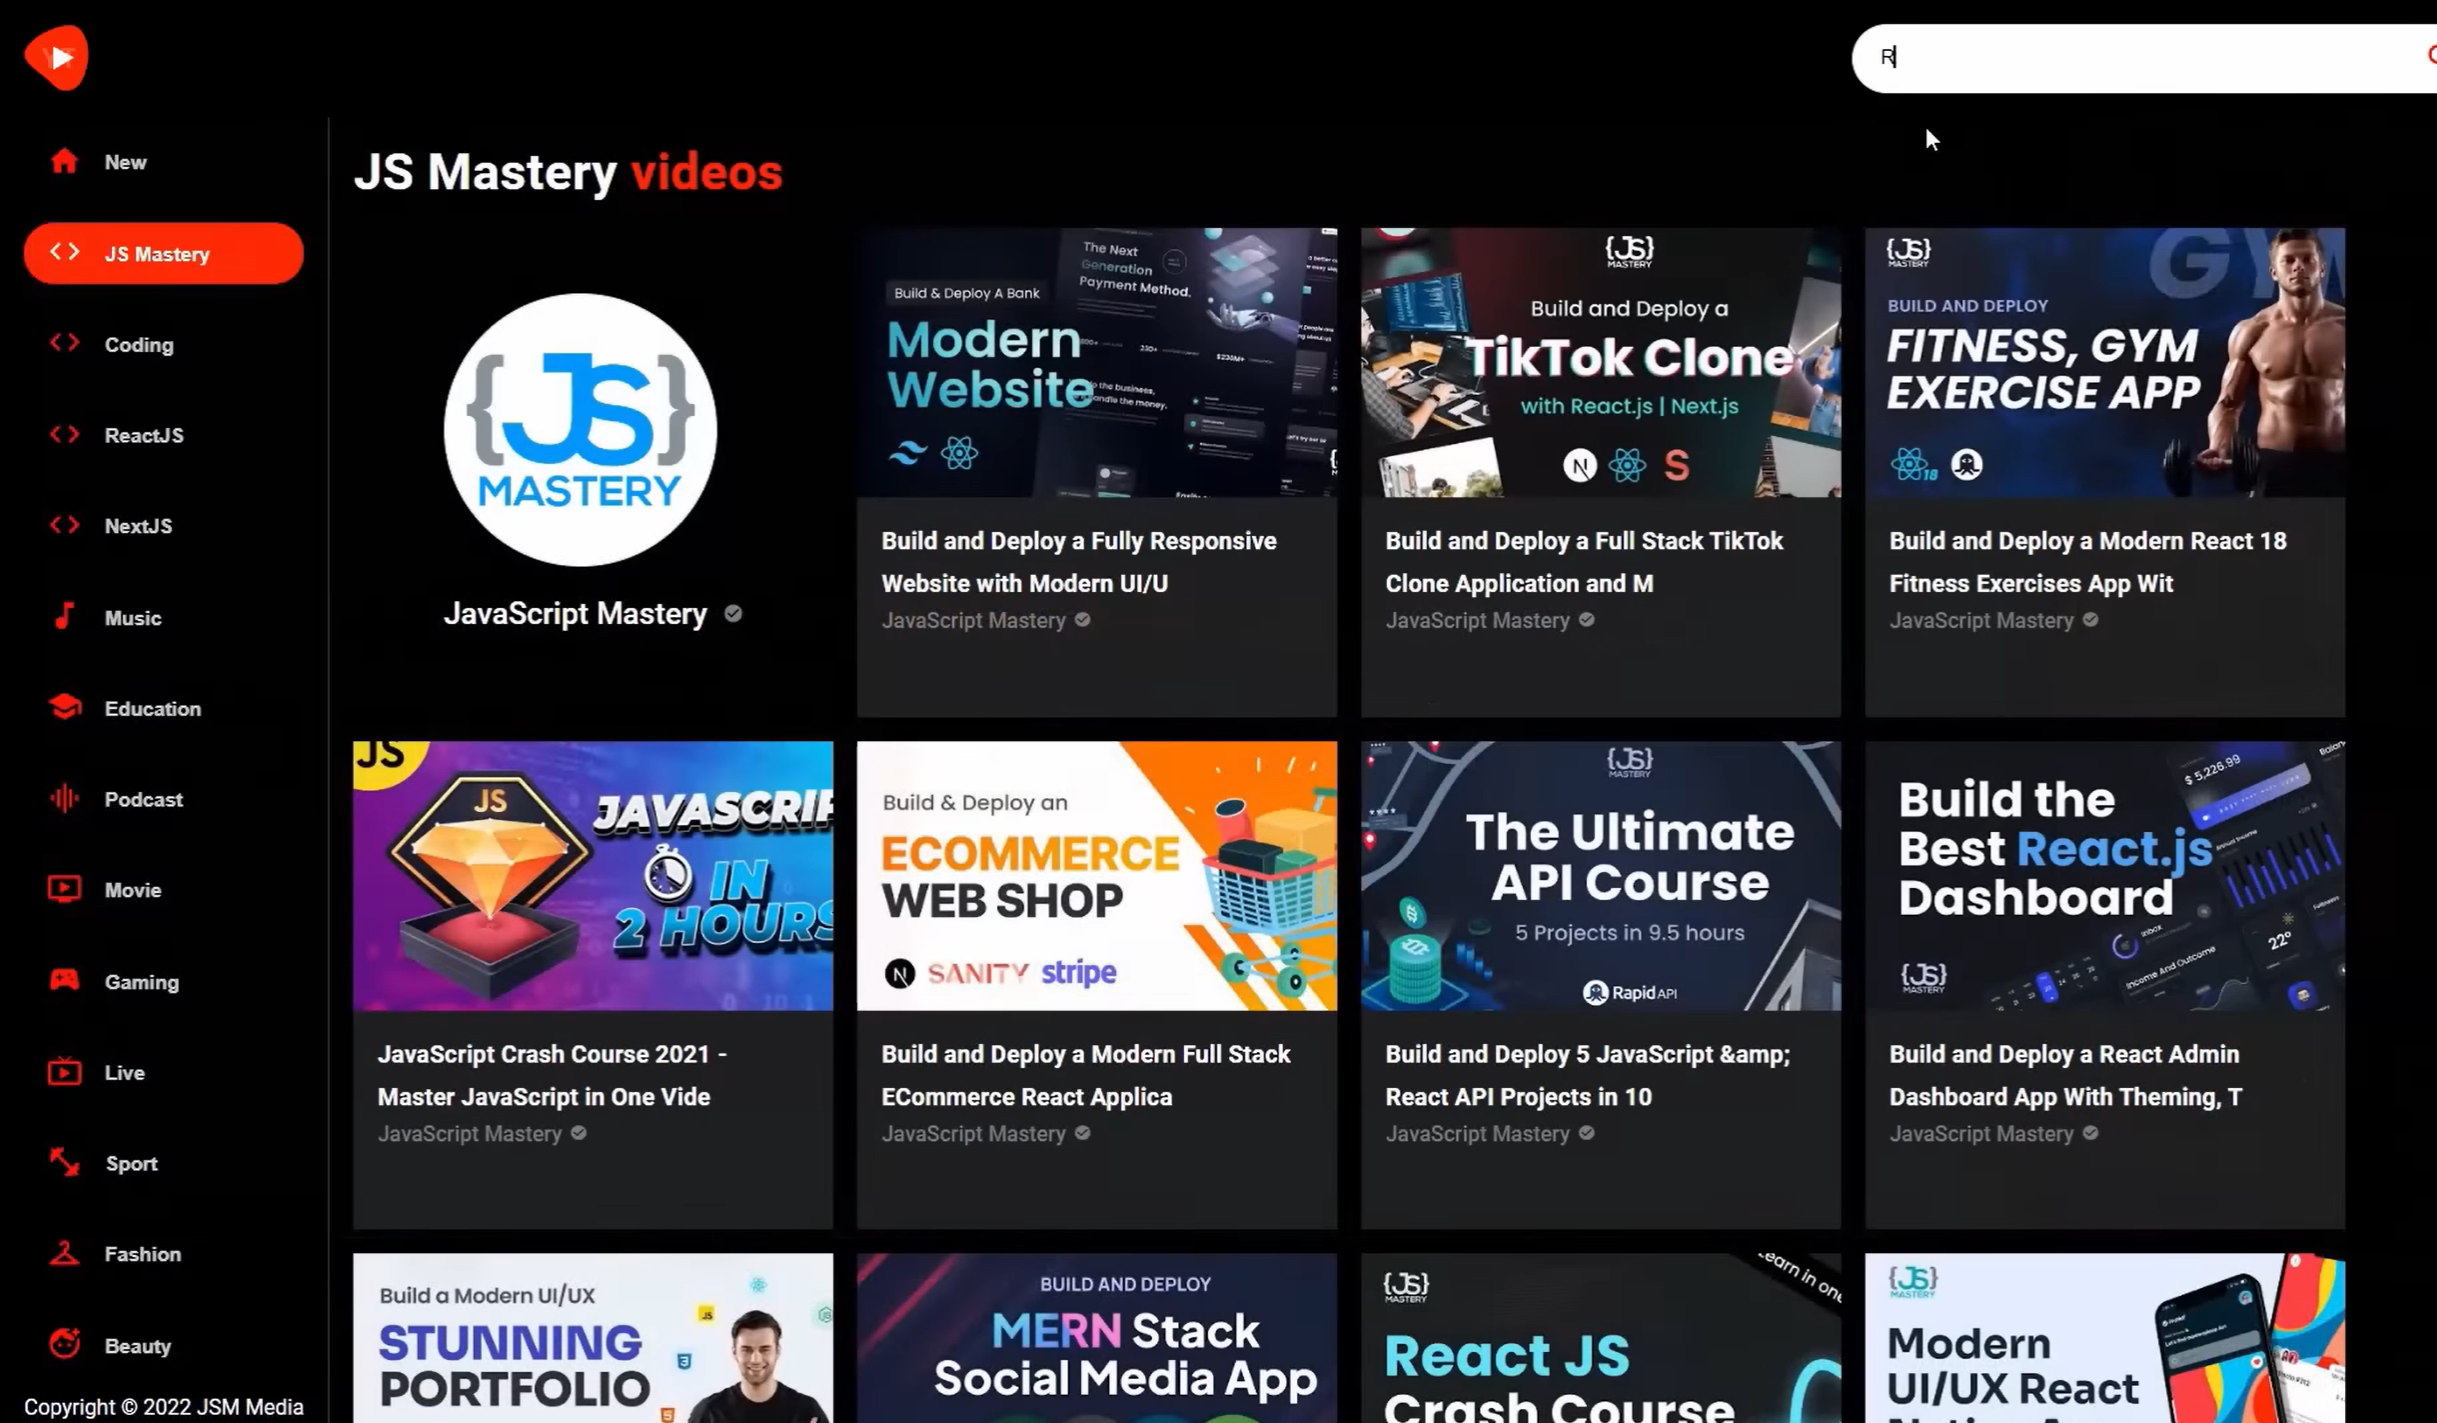 R
New
JS Mastery
Coding
ReactJS
NextJS
Music
Education
Podcast
Movie
Gaming
Live
Sport
Fashion
Beauty
Copyright © 2022 JSM Media
JS Mastery videos
{JS}
MASTERY
JavaScript Mastery
Build & Deploy A Bank
Modern
Website
The Next
Generation
Payment Method.
Build and Deploy a Fully Responsive
Website with Modern UI/U
JavaScript Mastery
{JS}
MASTERY
Build and Deploy a
TikTok Clone
with React.js | Next.js
N
S
Build and Deploy a Full Stack TikTok
Clone Application and M
JavaScript Mastery
{JS}
MASTERY
GYM
BUILD AND DEPLOY
FITNESS, GYM
EXERCISE APP
18
Build and Deploy a Modern React 18
Fitness Exercises App Wit
JavaScript Mastery
JS
JS
JAVASCRIP
IN
2 HOURS
JavaScript Crash Course 2021 -
Master JavaScript in One Vide
JavaScript Mastery
Build & Deploy an
ECOMMERCE
WEB SHOP
N SANITY stripe
Build and Deploy a Modern Full Stack
ECommerce React Applica
JavaScript Mastery
{JS}
MASTERY
The Ultimate
API Course
5 Projects in 9.5 hours
Rapid API
Build and Deploy 5 JavaScript &amp;
React API Projects in 10
JavaScript Mastery
Build the
Best React.js
Dashboard
{JS}
MASTERY
$ 5,226.99
Inbox
Income And Outcome
22°
Build and Deploy a React Admin
Dashboard App With Theming, T
JavaScript Mastery
Build a Modern UI/UX
STUNNING
PORTFOLIO
JS
BUILD AND DEPLOY
MERN Stack
Social Media App
{JS}
MASTERY
React JS
Crash Course
{JS}
MASTERY
Modern
UI/UX React